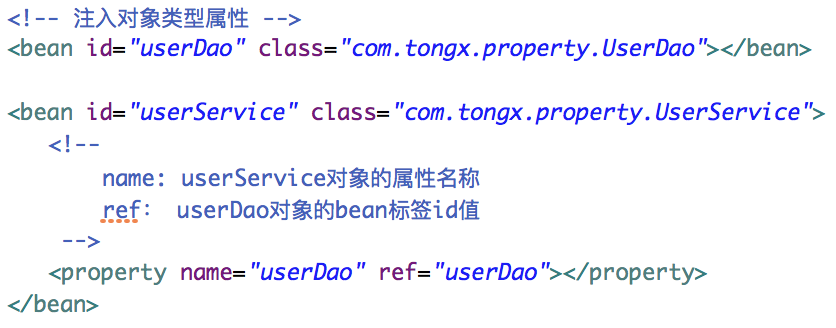 <!-- 注入对象类型属性 -->
<bean id="userDao" class="com.tongx.property.UserDao"></bean>
<bean id="userService" class="com.tongx.property.UserService">
<!--
name: userService对象的属性名称
ref： userDao对象的bean标签id值
-->
<property name="userDao" ref="userDao"></property>
</bean>